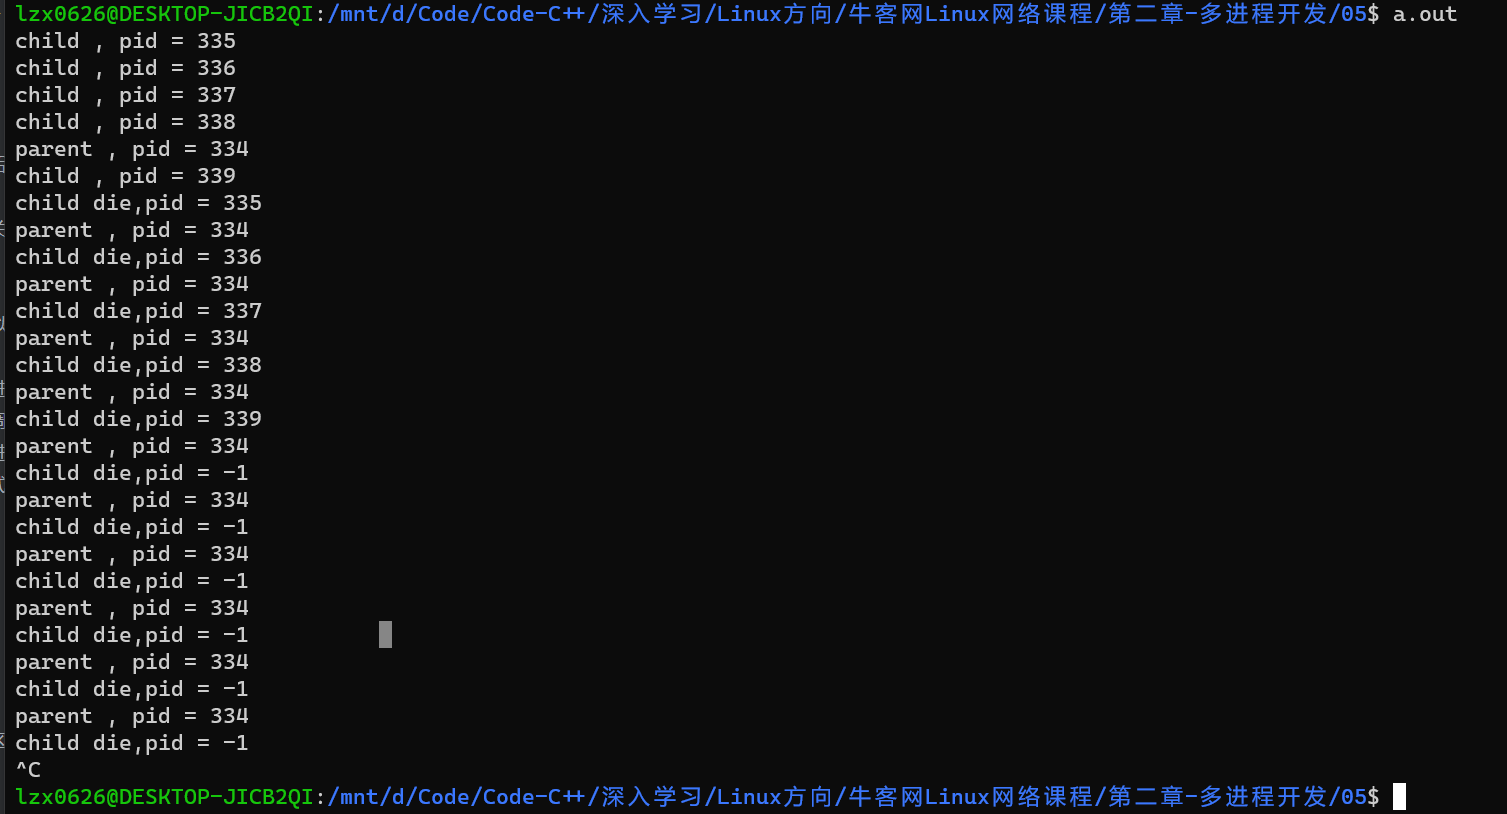 lzx0626@DESKTOP-JICB2QI:/mnt/d/Code/Code-C++/深入学习/Linux方向/牛客网Linux网络课程/第二章-多进程开发/05$ a.out
child , pid = 335
child , pid = 336
child , pid = 337
child , pid = 338
parent , pid = 334
child , pid = 339
child die,pid = 335
parent , pid = 334
child die,pid = 336
parent , pid = 334
child die,pid = 337
parent , pid = 334
child die,pid = 338
parent , pid = 334
child die,pid = 339
parent , pid = 334
child die,pid = -1
parent , pid = 334
child die,pid = -1
parent , pid = 334
child die,pid = -1
parent , pid = 334
child die,pid = -1
parent , pid = 334
child die,pid = -1
parent , pid = 334
child die,pid = -1
^C
lzx0626@DESKTOP-JICB2QI:/mnt/d/Code/Code-C++/深入学习/Linux方向/牛客网Linux网络课程/第二章-多进程开发/05$